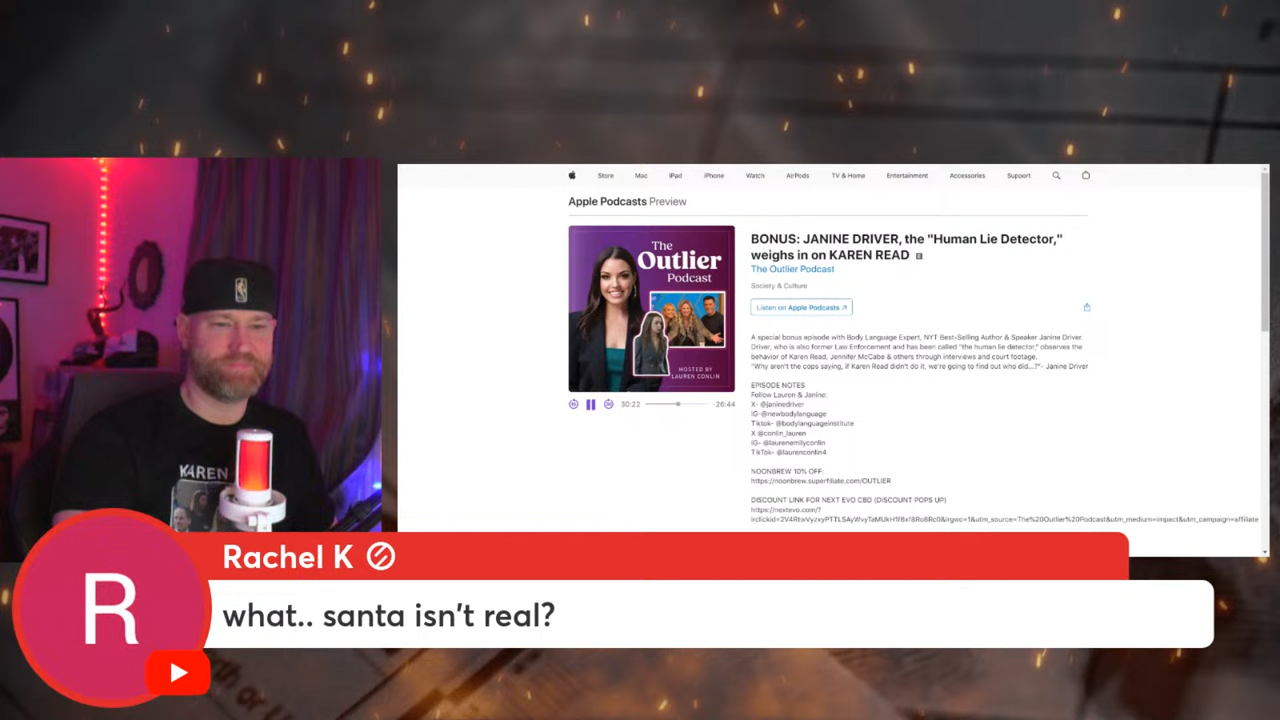 Store Mac iPad iPhone Watch AirPods TV & Home Entertainment Accessories Support
Apple Podcasts Preview
The
Outlier
Podcast
HOSTED BY
LAUREN CONLIN
30:22
-26:44
BONUS: JANINE DRIVER, the "Human Lie Detector,"
weighs in on KAREN READ
The Outlier Podcast
Society & Culture
Listen on Apple Podcasts ↗
A special bonus episode with Body Language Expert, NYT Best-Selling Author & Speaker Janine Driver.
Driver, who is also former Law Enforcement and has been called "the human lie detector," observes the
behavior of Karen Read, Jennifer McCabe & others through interviews and court footage.
"Why aren't the cops saying, if Karen Read didn't do it, we're going to find out who did...?"- Janine Driver
EPISODE NOTES
Follow Lauren & Janine:
X- @janinedriver
IG-@newbodylanguage
Tiktok- @bodylanguageinstitute
X @conlin_lauren
IG- @laurenemilyconlin
TikTok- @laurenconlin4
NOONBREW 10% OFF:
https://noonbrew.superfiliate.com/OUTLIER
DISCOUNT LINK FOR NEXT EVO CBD (DISCOUNT POPS UP)
https://nextevo.com/?
KAREN
Rachel K
R
what.. santa isn't real?